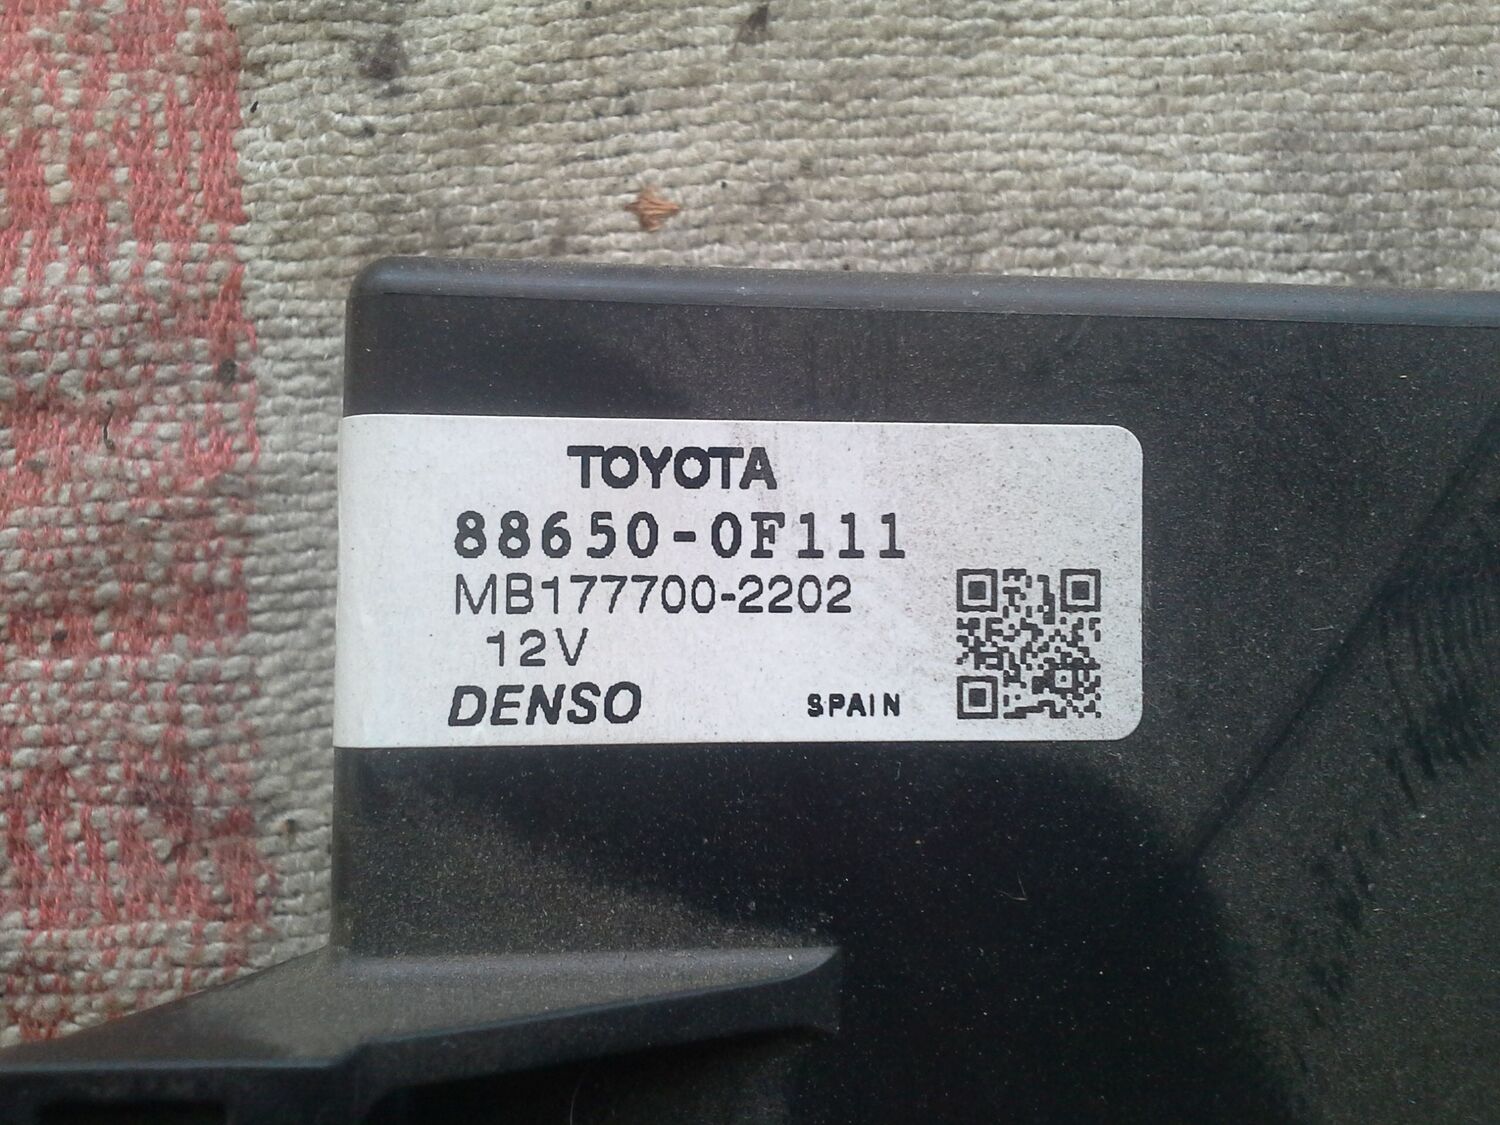 TOYOTA
88650-0F111
MB177700-2202
12V
DENSO SPAIN